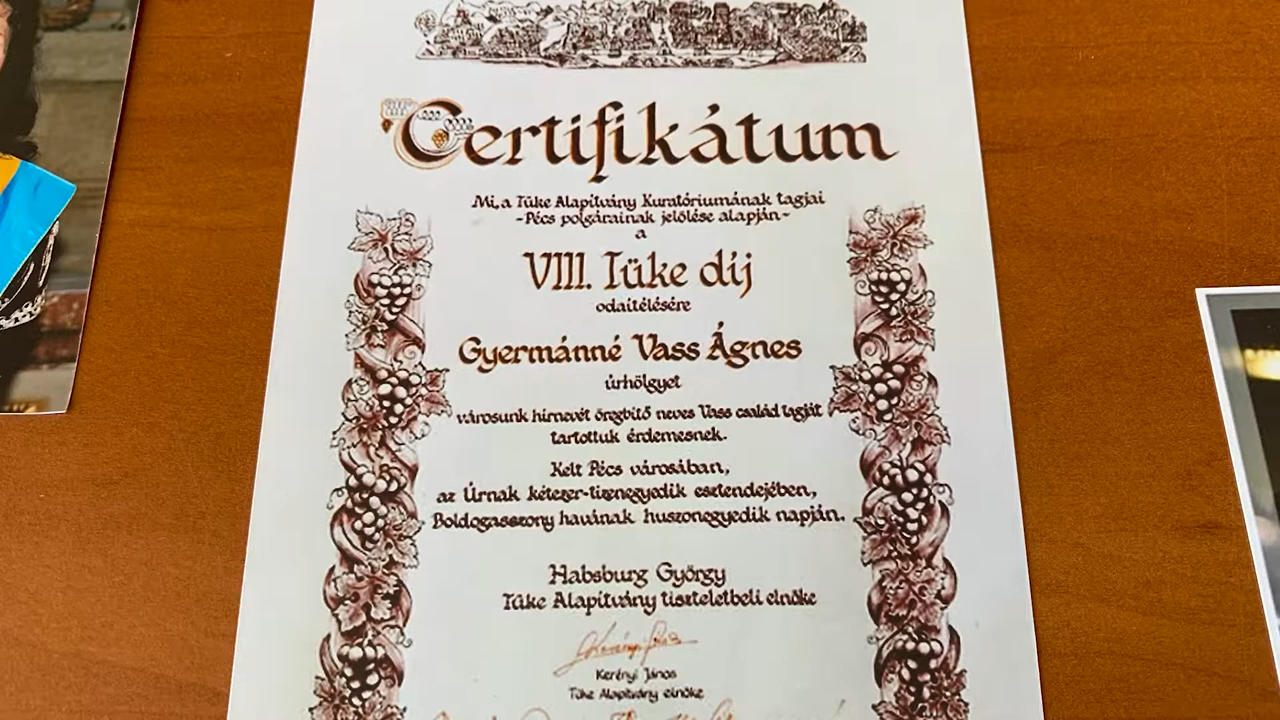 Certifikátum
Mi, a Tüke Alapítvány Kuratóriumának tagjai
-Pécs polgárainak jelölése alapján-
a
VIII. Tüke díj
odaítélésére
Gyermánné Vass Ágnes
úrhölgyet
városunk hírnevét öregbítő neves Vass család tagját
tartottuk érdemesnek.
Kelt Pécs városában,
az Úrnak kétezer-tizenegyedik esztendejében,
Boldogasszony havának huszonegyedik napján.
Habsburg György
Tüke Alapítvány tiszteletbeli elnöke
Kerényi János
Tüke Alapítvány elnöke